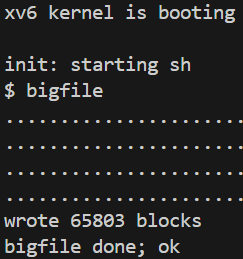 xv6 kernel is booting
init: starting sh
$ bigfile
........................
........................
........................
........................
wrote 65803 blocks
bigfile done; ok